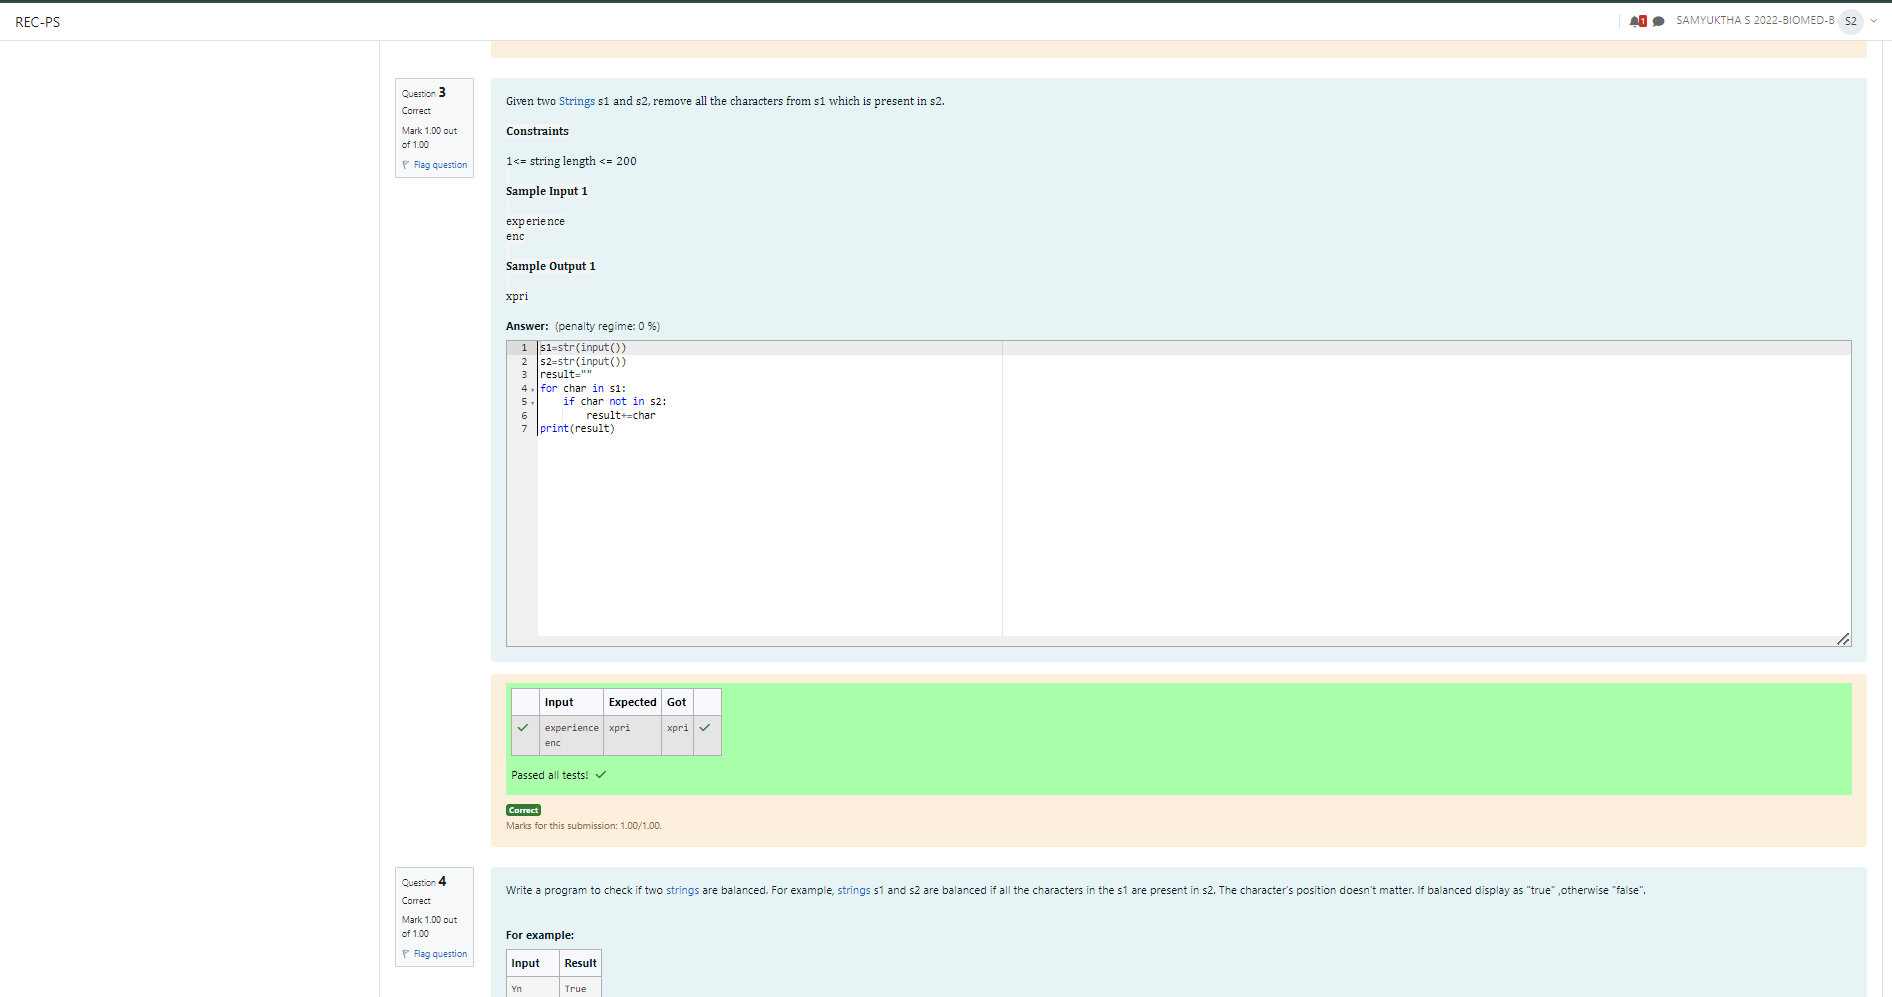 REC-PS
1
SAMYUKTHA S 2022-BIOMED-B
S2
Question 3
Correct
Mark 1.00 out
of 1.00
Flag question
Given two Strings s1 and s2, remove all the characters from s1 which is present in s2.
Constraints
1<= string length <= 200
Sample Input 1
experience
enc
Sample Output 1
xpri
Answer: (penalty regime: 0 %)
1 s1=str(input())
2 s2=str(input())
3 result=""
4 for char in s1:
5 if char not in s2:
6 result+=char
7 print(result)
Input Expected Got
experience xpri xpri
enc
Passed all tests!
Correct
Marks for this submission: 1.00/1.00.
Question 4
Correct
Mark 1.00 out
of 1.00
Flag question
Write a program to check if two strings are balanced. For example, strings s1 and s2 are balanced if all the characters in the s1 are present in s2. The character's position doesn't matter. If balanced display as "true" ,otherwise "false".
For example:
Input Result
Yn True